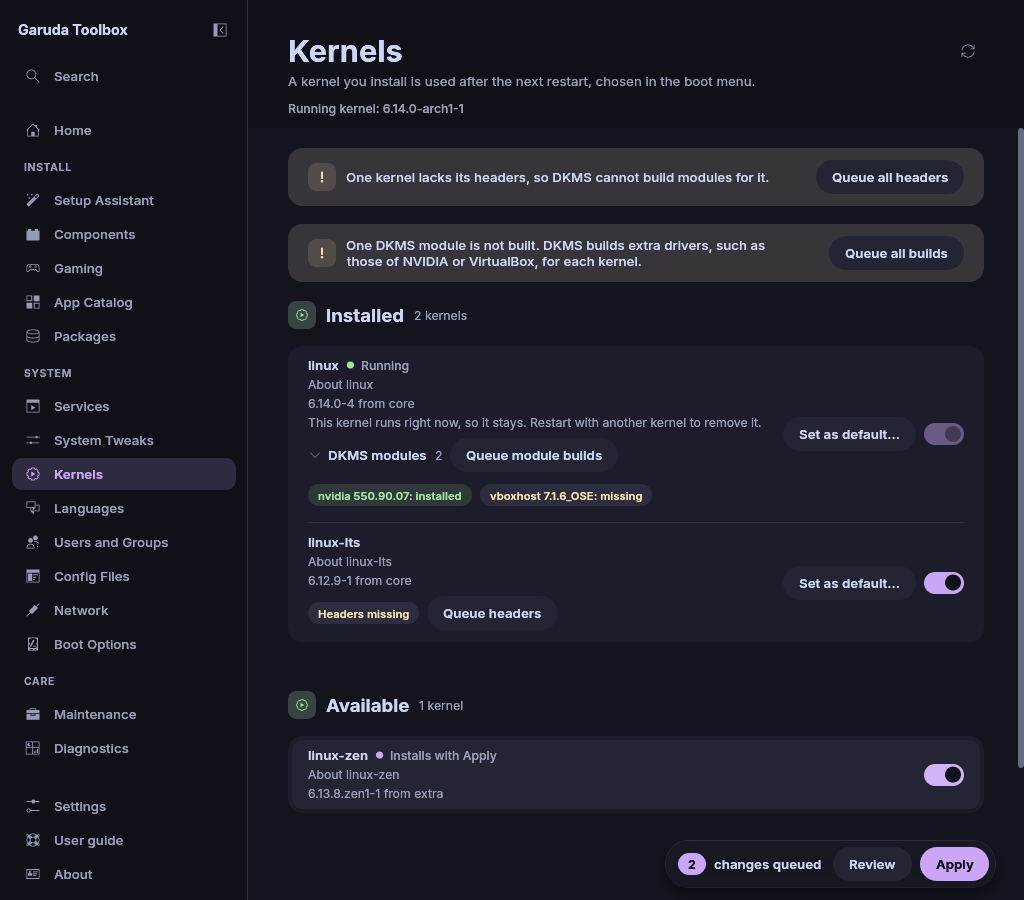 Garuda Toolbox
Search
Home
INSTALL
Setup Assistant
Components
Gaming
App Catalog
Packages
SYSTEM
Services
System Tweaks
Kernels
Languages
Users and Groups
Config Files
Network
Boot Options
CARE
Maintenance
Diagnostics
Settings
User guide
About
Kernels
A kernel you install is used after the next restart, chosen in the boot menu.
Running kernel: 6.14.0-arch1-1
One kernel lacks its headers, so DKMS cannot build modules for it.
Queue all headers
One DKMS module is not built. DKMS builds extra drivers, such as
those of NVIDIA or VirtualBox, for each kernel.
Queue all builds
Installed 2 kernels
linux Running
About linux
6.14.0-4 from core
This kernel runs right now, so it stays. Restart with another kernel to remove it.
Set as default...
DKMS modules 2 Queue module builds
nvidia 550.90.07: installed vboxhost 7.1.6_OSE: missing
linux-lts
About linux-lts
6.12.9-1 from core
Set as default...
Headers missing Queue headers
Available 1 kernel
linux-zen Installs with Apply
About linux-zen
6.13.8.zen1-1 from extra
2 changes queued Review Apply